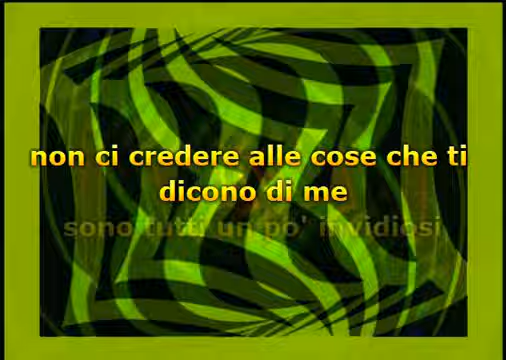 non ci credere alle cose che ti
dicono di me
sono tutti un po' invidiosi